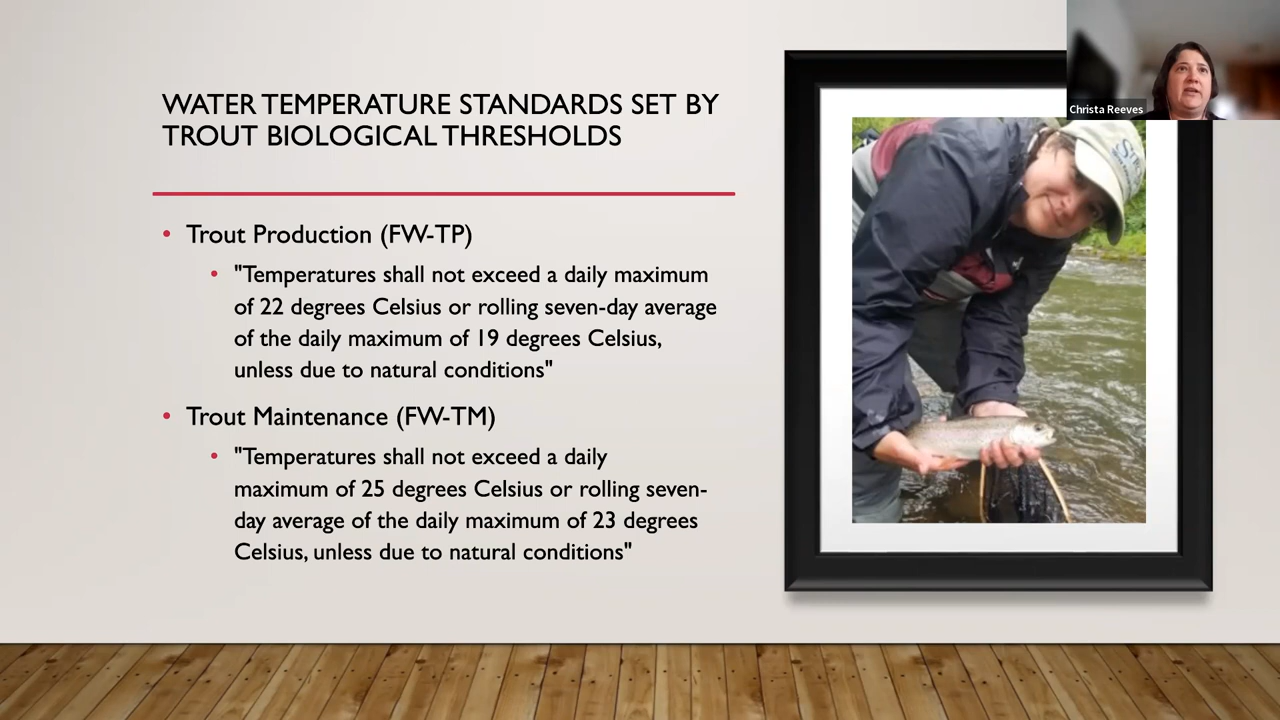 WATER TEMPERATURE STANDARDS SET BY
TROUT BIOLOGICAL THRESHOLDS
• Trout Production (FW-TP)
• "Temperatures shall not exceed a daily maximum
of 22 degrees Celsius or rolling seven-day average
of the daily maximum of 19 degrees Celsius,
unless due to natural conditions"
• Trout Maintenance (FW-TM)
• "Temperatures shall not exceed a daily
maximum of 25 degrees Celsius or rolling seven-
day average of the daily maximum of 23 degrees
Celsius, unless due to natural conditions"
Christa Reeves